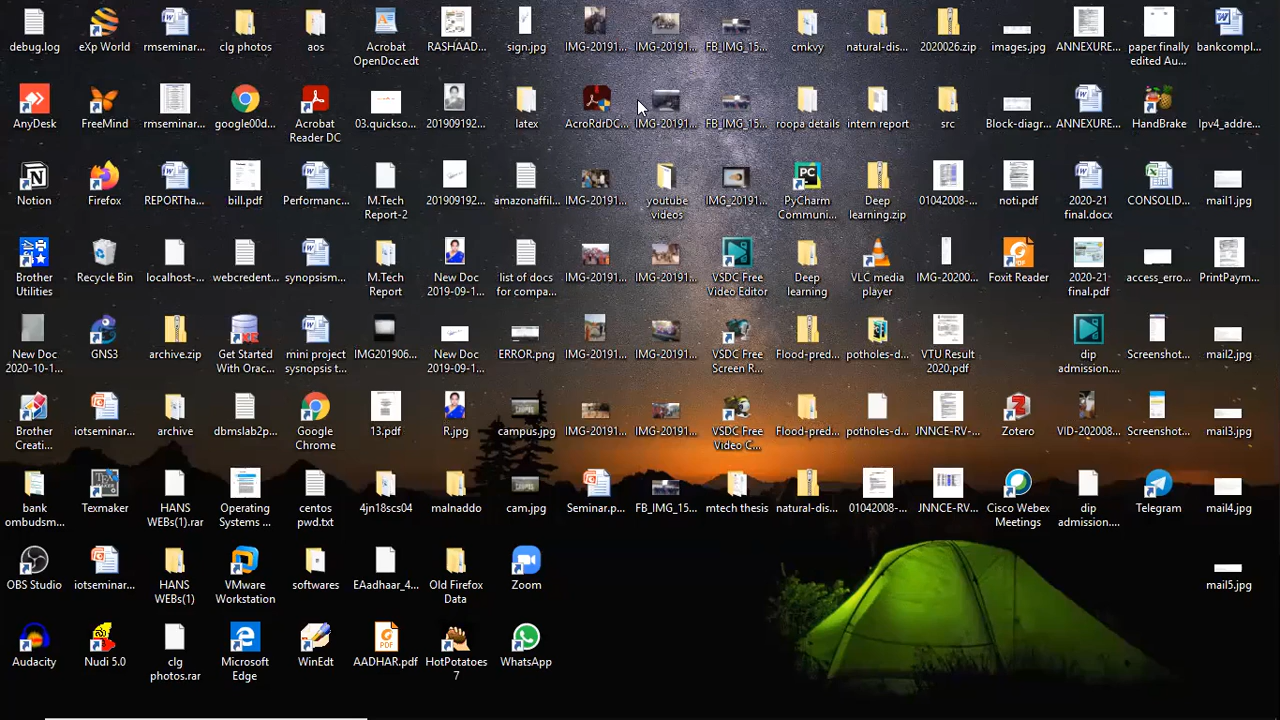 debug.log
eXp World
rmseminar...
clg photos
aos
Acrobat
OpenDoc.edt
RASHAAD...
sign.jpg
IMG-20191...
IMG-20191...
FB_IMG_15...
cmkvy
natural-dis...
2020026.zip
images.jpg
ANNEXURE...
paper finally
edited Au...
bankcompl...
AnyDesk
FreeMind
rmseminar...
google00d...
Acrobat
Reader DC
03.quickso...
201909192...
latex
AcroRdrDC...
IMG-20191...
FB_IMG_15...
roopa details
intern report
src
Block-diagr...
ANNEXURE...
HandBrake
Ipv4_addre...
Notion
Firefox
REPORTha...
bill.pdf
Performanc...
M.Tech
Report-2
201909192...
amazonaffil...
IMG-20191...
youtube
videos
IMG_20191...
PyCharm
Communi...
Deep
learning.zip
01042008-...
noti.pdf
2020-21
final.docx
CONSOLID...
mail1.jpg
Brother
Utilities
Recycle Bin
localhost-...
webcredent...
synopsism...
M.Tech
Report
New Doc
2019-09-1...
list of docs
for compa...
IMG-20191...
IMG-20191...
VSDC Free
Video Editor
Deep
learning
VLC media
player
IMG-20200...
Foxit Reader
2020-21
final.pdf
access_erro...
PrintPaym...
New Doc
2020-10-1...
GNS3
archive.zip
Get Started
With Orac...
mini project
sysnopsis t...
IMG201906...
New Doc
2019-09-1...
ERROR.png
IMG-20191...
IMG-20191...
VSDC Free
Screen R...
Flood-pred...
potholes-d...
VTU Result
2020.pdf
dip
admission....
Screenshot...
mail2.jpg
Brother
Creati...
iotseminar...
archive
dbmslab2p...
Google
Chrome
13.pdf
R.jpg
campus.jpg
IMG-20191...
IMG-20191...
VSDC Free
Video C...
Flood-pred...
potholes-d...
JNNCE-RV-...
Zotero
VID-202008...
Screenshot...
mail3.jpg
bank
ombudsm...
Texmaker
HANS
WEBs(1).rar
Operating
Systems ...
centos
pwd.txt
4jn18scs04
malnaddo
cam.jpg
Seminar.p...
FB_IMG_15...
mtech thesis
natural-dis...
01042008-...
JNNCE-RV...
Cisco Webex
Meetings
dip
admission....
Telegram
mail4.jpg
OBS Studio
iotseminar...
HANS
WEBs(1)
VMware
Workstation
softwares
EAadhaar_4...
Old Firefox
Data
Zoom
mail5.jpg
Audacity
Nudi 5.0
clg
photos.rar
Microsoft
Edge
WinEdt
AADHAR.pdf
HotPotatoes
7
WhatsApp